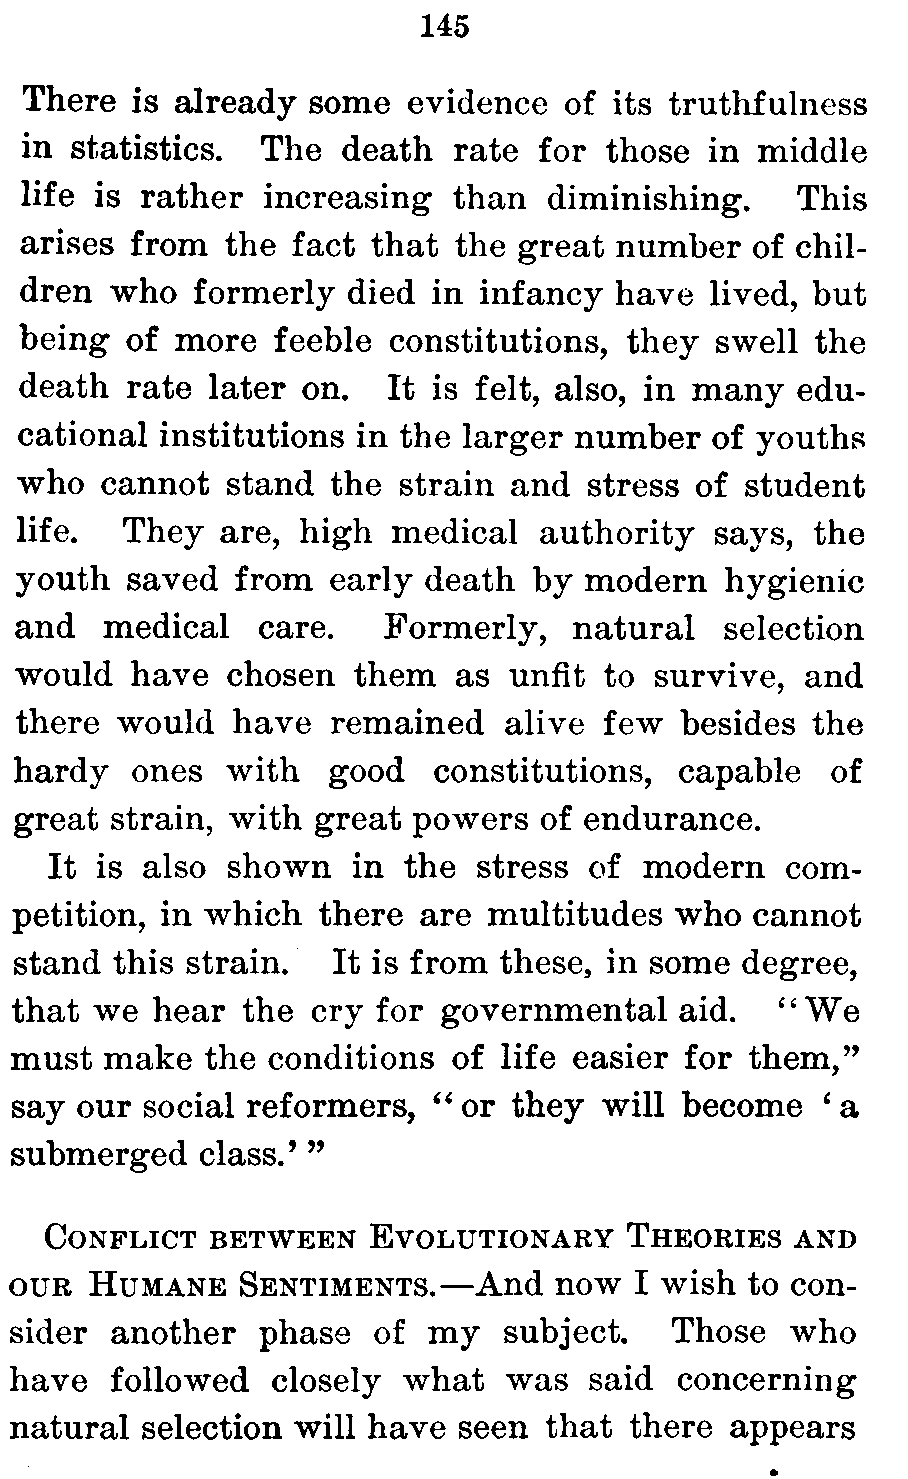 145
There is already some evidence of its truthfulness
in statistics. The death rate for those in middle
life is rather increasing than diminishing. This
arises from the fact that the great number of chil-
dren who formerly died in infancy have lived, but
being of more feeble constitutions, they swell the
death rate later on. It is felt, also, in many edu-
cational institutions in the larger number of youths
who cannot stand the strain and stress of student
life. They are, high medical authority says, the
youth saved from early death by modern hygienic
and medical care. Formerly, natural selection
would have chosen them as unfit to survive, and
there would have remained alive few besides the
hardy ones with good constitutions, capable of
great strain, with great powers of endurance.
It is also shown in the stress of modern com-
petition, in which there are multitudes who cannot
stand this strain. It is from these, in some degree,
that we hear the cry for governmental aid. “We
must make the conditions of life easier for them,”
say our social reformers, “or they will become ‘a
submerged class.’”
CONFLICT BETWEEN EVOLUTIONARY THEORIES AND
OUR HUMANE SENTIMENTS.—And now I wish to con-
sider another phase of my subject. Those who
have followed closely what was said concerning
natural selection will have seen that there appears